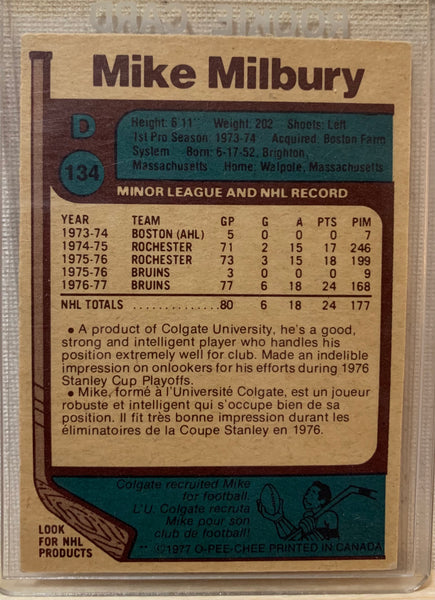 ROOKIE CARD
Mike Milbury
D
134
Height: 6'11" Weight: 202 Shoots: Left
1st Pro Season: 1973-74 Acquired: Boston Farm
System Born: 6-17-52, Brighton,
Massachusetts Home: Walpole, Massachusetts
MINOR LEAGUE AND NHL RECORD
YEAR TEAM GP G A PTS PIM
1973-74 BOSTON (AHL) 5 0 0 0 7
1974-75 ROCHESTER 71 2 15 17 246
1975-76 ROCHESTER 73 3 15 18 199
1975-76 BRUINS 3 0 0 0 9
1976-77 BRUINS 77 6 18 24 168
NHL TOTALS .............. 80 6 18 24 177
• A product of Colgate University, he's a good,
strong and intelligent player who handles his
position extremely well for club. Made an indelible
impression on onlookers for his efforts during 1976
Stanley Cup Playoffs.
• Mike, formé à l'Université Colgate, est un joueur
robuste et intelligent qui s'occupe bien de sa
position. Il fit très bonne impression durant les
éliminatoires de la Coupe Stanley en 1976.
Colgate recruited Mike
for football.
L'U. Colgate recruta
Mike pour son
club de football.
LOOK
FOR NHL
PRODUCTS
** ©1977 O-PEE-CHEE PRINTED IN CANADA